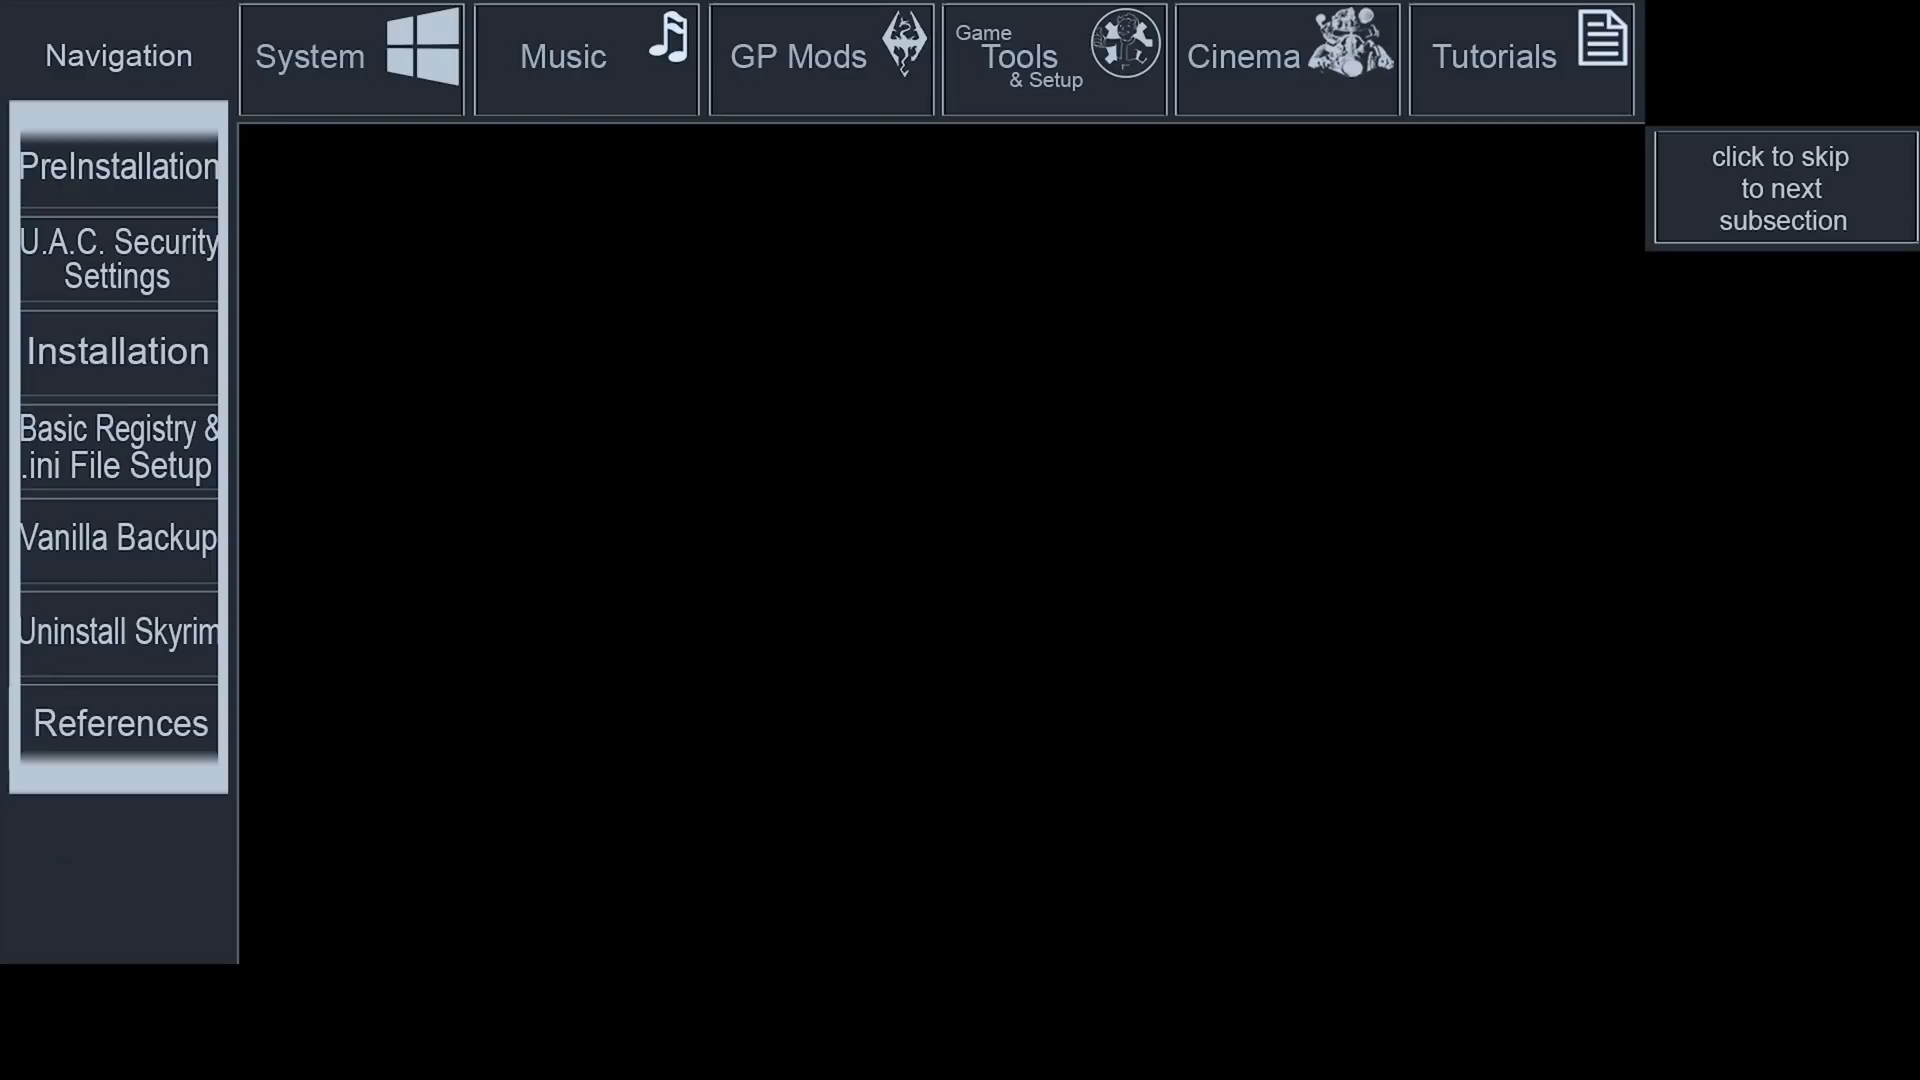 Navigation
System
Music
GP Mods
Game
Tools
& Setup
Cinema
Tutorials
click to skip
to next
subsection
PreInstallation
U.A.C. Security
Settings
Installation
Basic Registry &
.ini File Setup
Vanilla Backup
Uninstall Skyrim
References